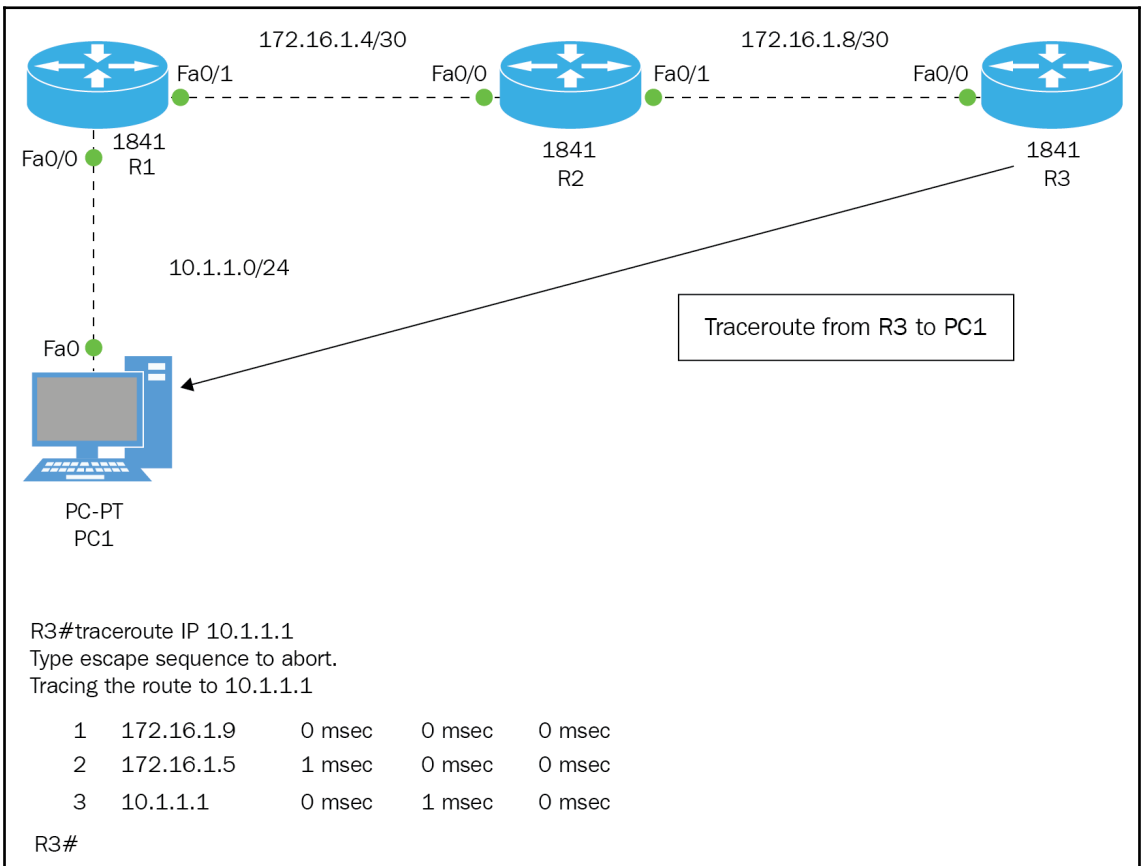 172.16.1.4/30
172.16.1.8/30
Fa0/1
Fa0/0
Fa0/1
Fa0/0
Fa0/0
1841
R1
1841
R2
1841
R3
10.1.1.0/24
Traceroute from R3 to PC1
Fa0
PC-PT
PC1
R3#traceroute IP 10.1.1.1
Type escape sequence to abort.
Tracing the route to 10.1.1.1
1 172.16.1.9 0 msec 0 msec 0 msec
2 172.16.1.5 1 msec 0 msec 0 msec
3 10.1.1.1 0 msec 1 msec 0 msec
R3#